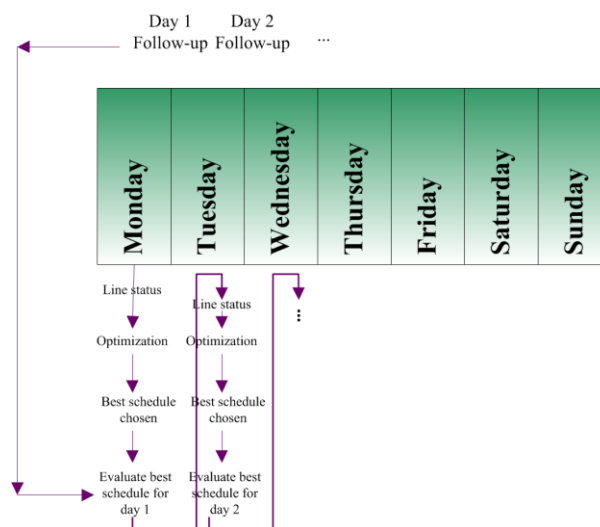 Day 1 Day 2
Follow-up Follow-up ...
Monday
Tuesday
Wednesday
Thursday
Friday
Saturday
Sunday
Line status
Optimization
Best schedule
chosen
Evaluate best
schedule for
day 1
Line status
Optimization
Best schedule
chosen
Evaluate best
schedule for
day 2
...